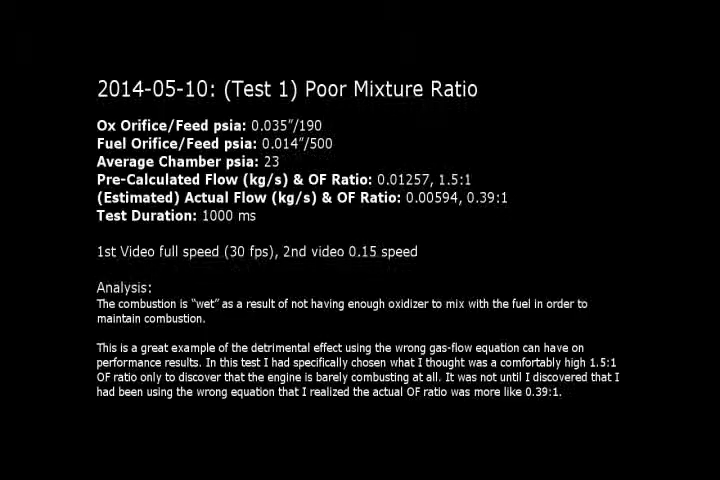 2014-05-10: (Test 1) Poor Mixture Ratio
Ox Orifice/Feed psia: 0.035"/190
Fuel Orifice/Feed psia: 0.014"/500
Average Chamber psia: 23
Pre-Calculated Flow (kg/s) & OF Ratio: 0.01257, 1.5:1
(Estimated) Actual Flow (kg/s) & OF Ratio: 0.00594, 0.39:1
Test Duration: 1000 ms
1st Video full speed (30 fps), 2nd video 0.15 speed
Analysis:
The combustion is "wet" as a result of not having enough oxidizer to mix with the fuel in order to
maintain combustion.
This is a great example of the detrimental effect using the wrong gas-flow equation can have on
performance results. In this test I had specifically chosen what I thought was a comfortably high 1.5:1
OF ratio only to discover that the engine is barely combusting at all. It was not until I discovered that I
had been using the wrong equation that I realized the actual OF ratio was more like 0.39:1.